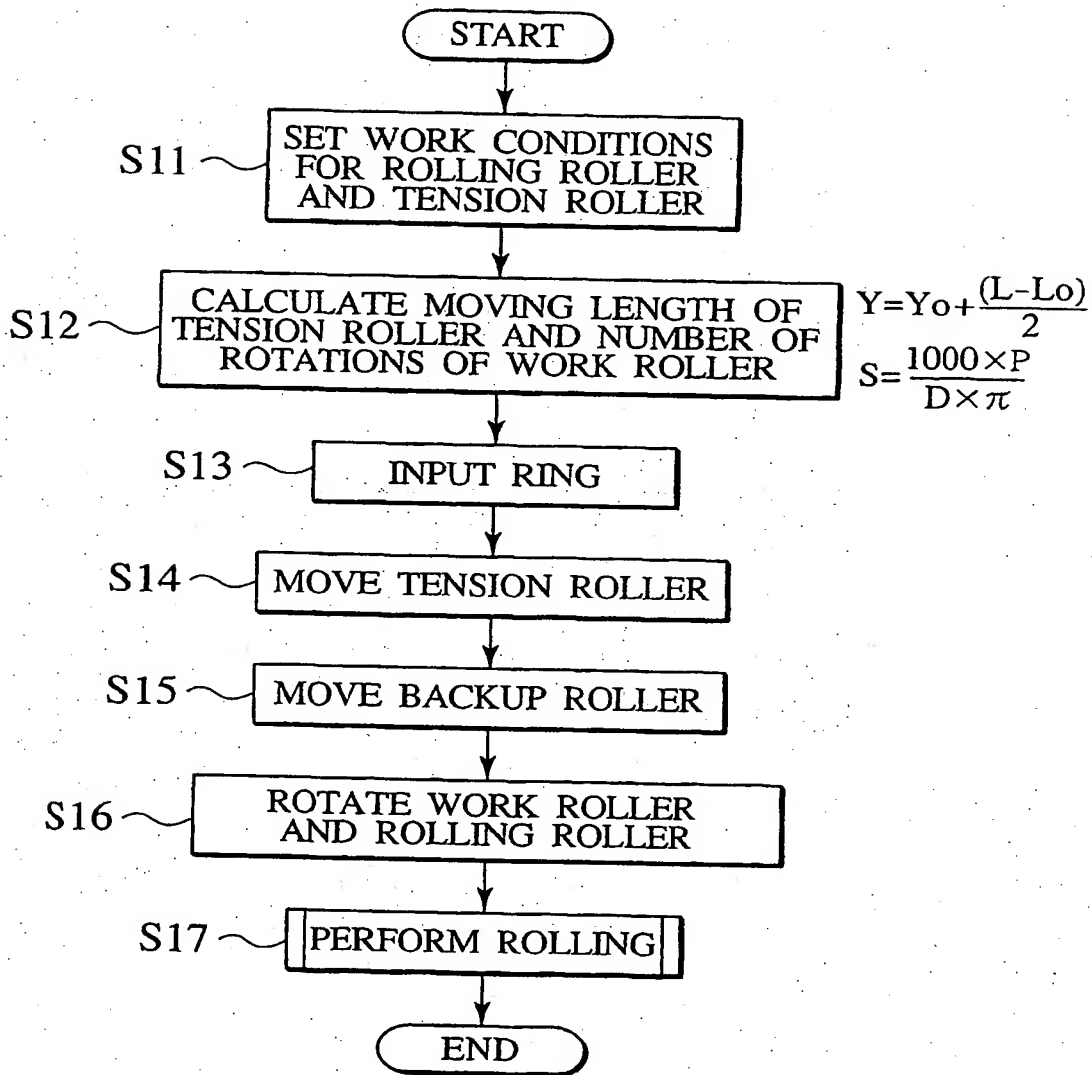 START
S11
SET WORK CONDITIONS
FOR ROLLING ROLLER
AND TENSION ROLLER
S12
CALCULATE MOVING LENGTH OF
TENSION ROLLER AND NUMBER OF
ROTATIONS OF WORK ROLLER
Y=Yo+(L-Lo)/2
S=1000×P/D×π
S13
INPUT RING
S14
MOVE TENSION ROLLER
S15
MOVE BACKUP ROLLER
S16
ROTATE WORK ROLLER
AND ROLLING ROLLER
S17
PERFORM ROLLING
END